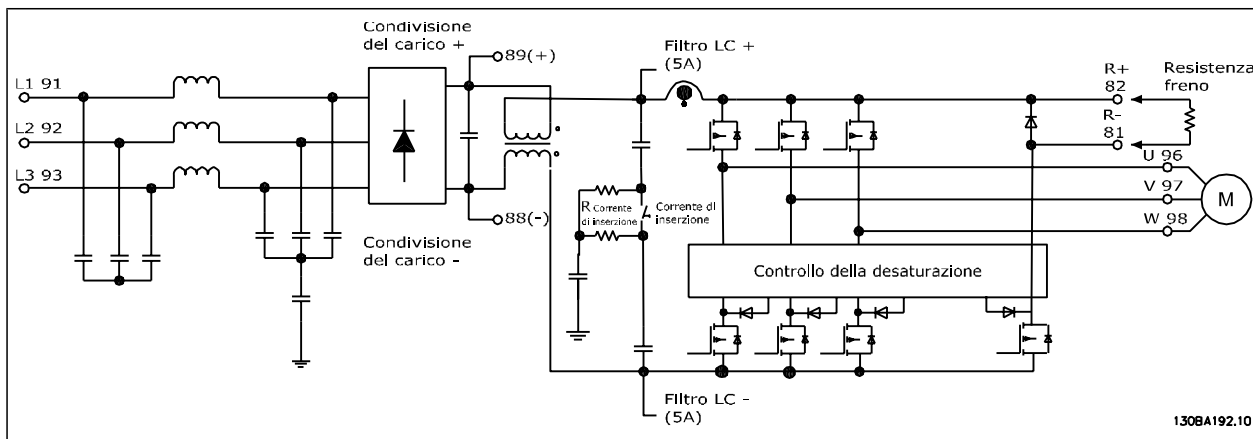 Condivisione
del carico +
89(+)
Filtro LC +
(5A)
R+
82
Resistenza
freno
L1 91
L2 92
L3 93
R-
81
U 96
V 97
W 98
M
88(-)
R Corrente
di inserzione
Corrente di
inserzione
Condivisione
del carico -
Controllo della desaturazione
Filtro LC -
(5A)
130BA192.10